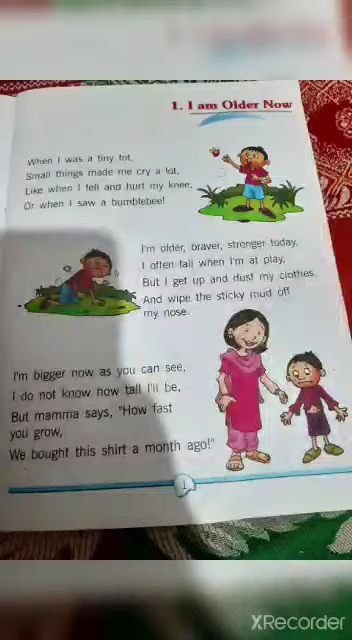 1. I am Older Now
When I was a tiny tot,
Small things made me cry a lot,
Like when I fell and hurt my knee,
Or when I saw a bumblebee!
I'm older, braver, stronger today,
I often fall when I'm at play,
But I get up and dust my clothes,
And wipe the sticky mud off
my nose.
I'm bigger now as you can see,
I do not know how tall I'll be,
But mamma says, "How fast
you grow,
We bought this shirt a month ago!"
1
XRecorder